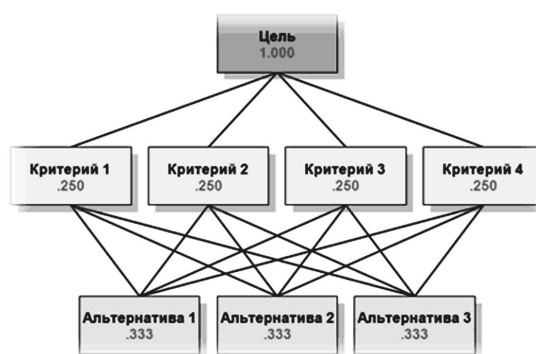 Цель
1.000
Критерий 1
.250
Критерий 2
.250
Критерий 3
.250
Критерий 4
.250
Альтернатива 1
.333
Альтернатива 2
.333
Альтернатива 3
.333